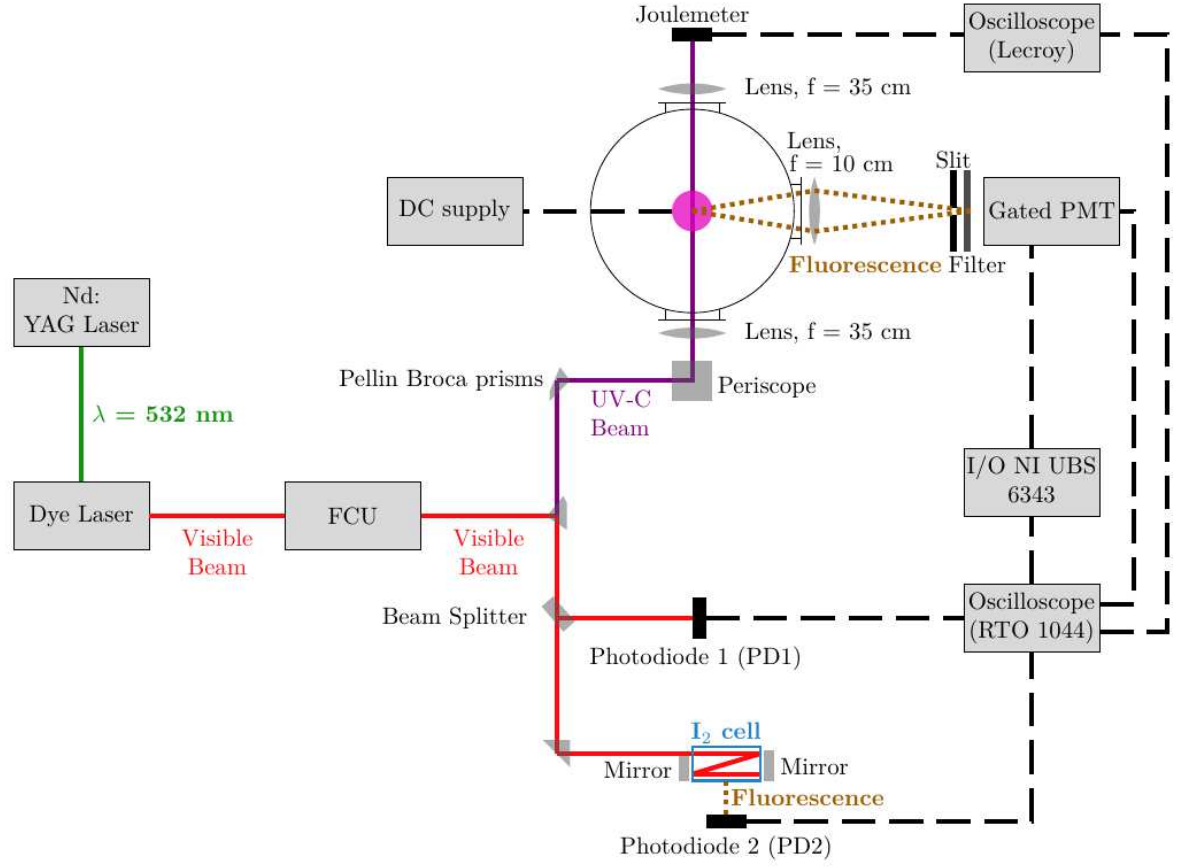 Joulemeter
Oscilloscope
(Lecroy)
Lens, f = 35 cm
Lens,
f = 10 cm
Slit
DC supply
Gated PMT
Fluorescence
Filter
Nd:
YAG Laser
Lens, f = 35 cm
Pellin Broca prisms
Periscope
UV-C
Beam
λ = 532 nm
I/O NI UBS
6343
Dye Laser
FCU
Visible
Beam
Visible
Beam
Beam Splitter
Oscilloscope
(RTO 1044)
Photodiode 1 (PD1)
I₂ cell
Mirror
Mirror
Fluorescence
Photodiode 2 (PD2)